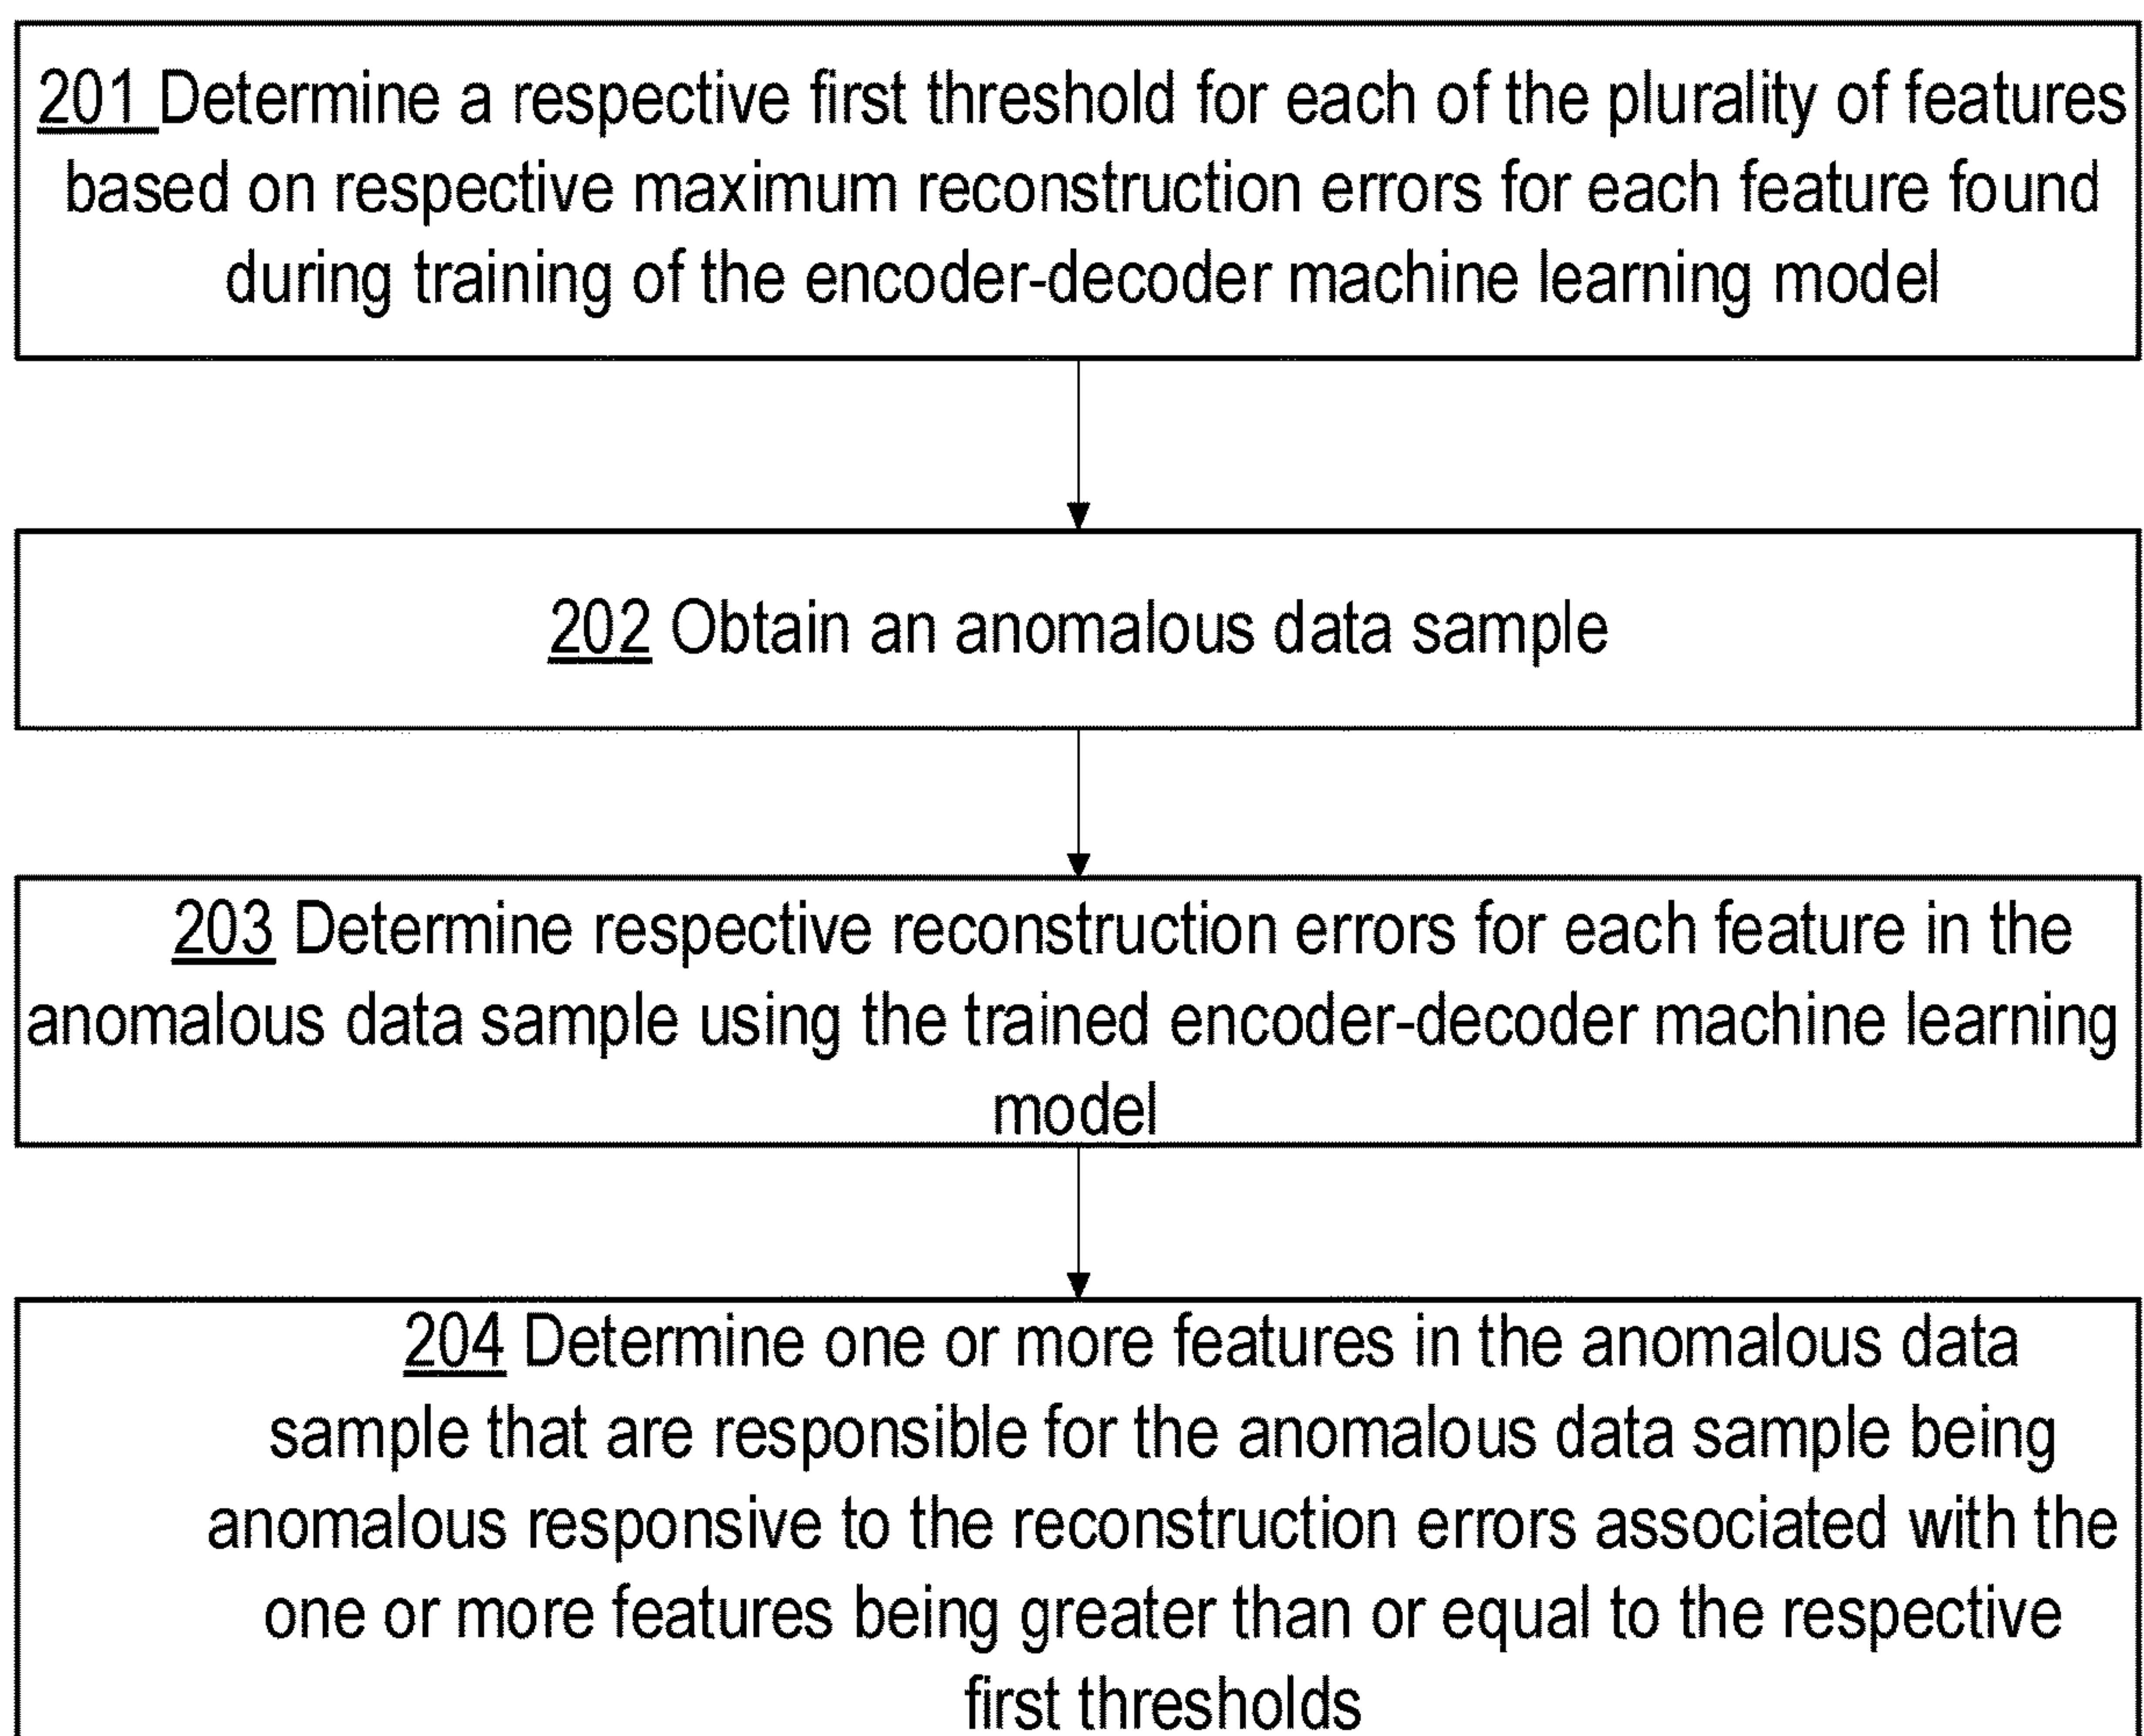 201 Determine a respective first threshold for each of the plurality of features
based on respective maximum reconstruction errors for each feature found
during training of the encoder-decoder machine learning model
202 Obtain an anomalous data sample
203 Determine respective reconstruction errors for each feature in the
anomalous data sample using the trained encoder-decoder machine learning
model
204 Determine one or more features in the anomalous data
sample that are responsible for the anomalous data sample being
anomalous responsive to the reconstruction errors associated with the
one or more features being greater than or equal to the respective
first thresholds